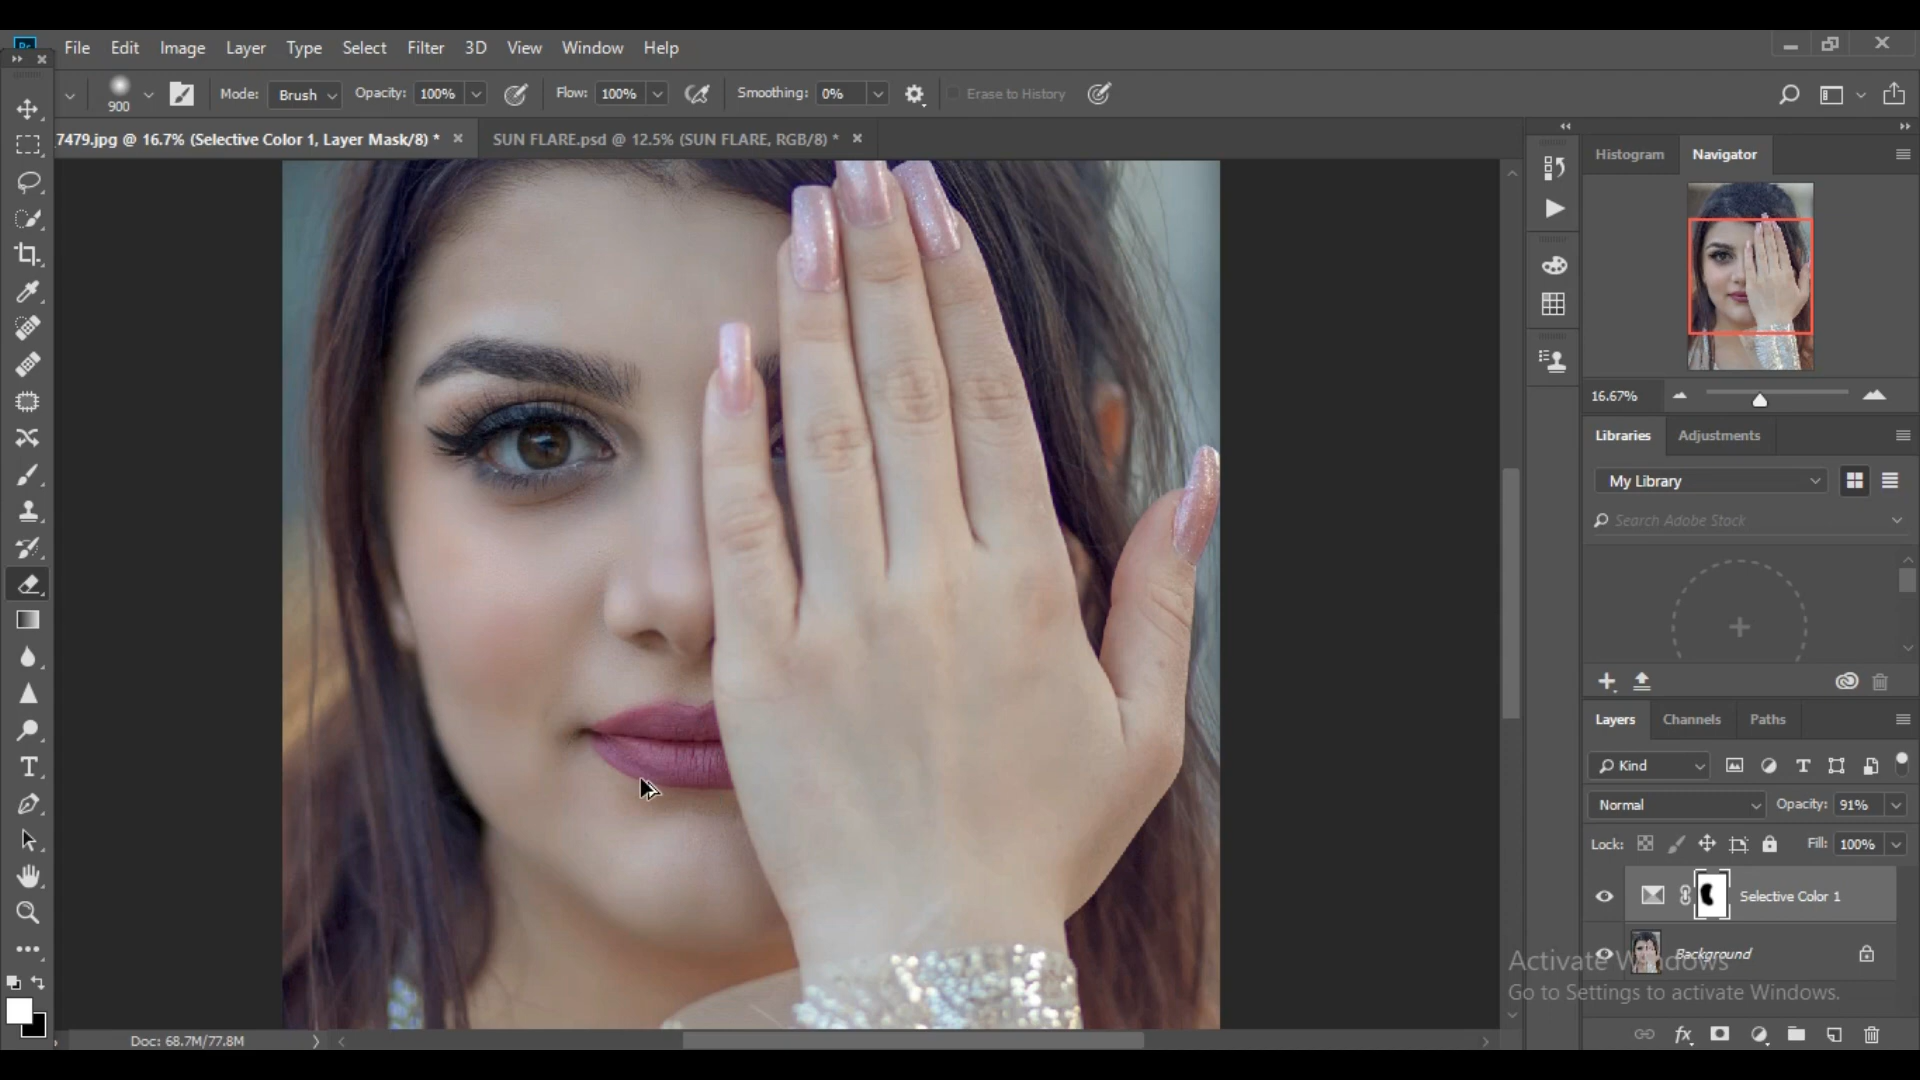 Ps
File Edit Image Layer Type Select Filter 3D View Window Help
900 Mode: Brush Opacity: 100% Flow: 100% Smoothing: 0% Erase to History
7479.jpg @ 16.7% (Selective Color 1, Layer Mask/8) * SUN FLARE.psd @ 12.5% (SUN FLARE, RGB/8) *
Histogram Navigator
16.67%
Libraries Adjustments
My Library
Search Adobe Stock
Layers Channels Paths
Kind
Normal Opacity: 91%
Lock: Fill: 100%
Selective Color 1
Background
Activate Windows
Go to Settings to activate Windows.
Doc: 68.7M/77.8M